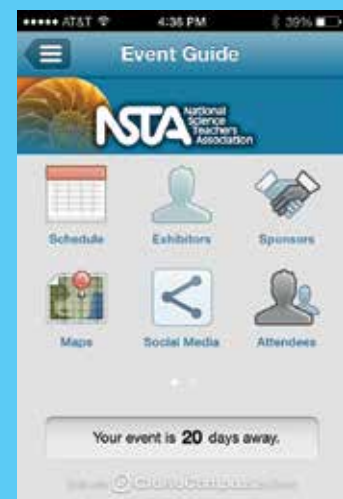 AT&T 4:36 PM 39%
Event Guide
NSTA National
Science
Teachers
Association
Schedule Exhibitors Sponsors
Maps Social Media Attendees
Your event is 20 days away.
CrowdCompass